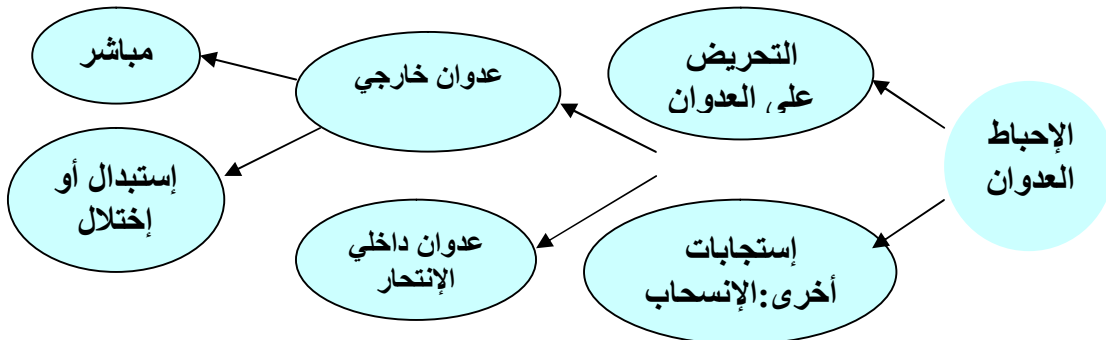 الإحباط
العدوان
التحريض
على العدوان
إستجابات
أخرى:الإنسحاب
عدوان خارجي
عدوان داخلي
الإنتحار
مباشر
إستبدال أو
إختلال